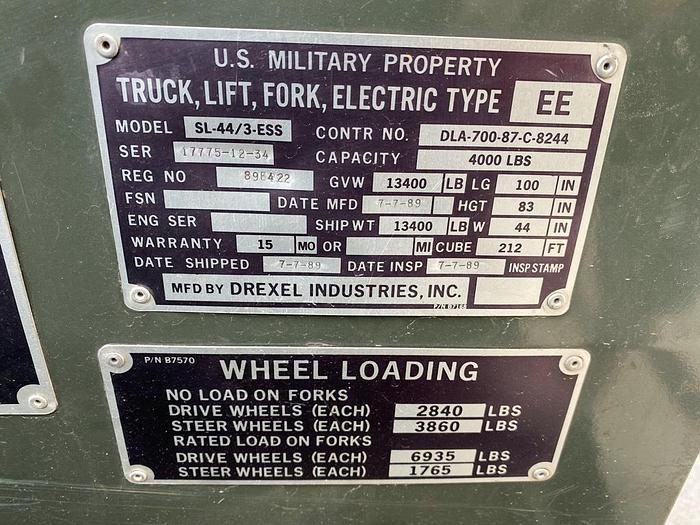 U.S. MILITARY PROPERTY
TRUCK, LIFT, FORK, ELECTRIC TYPE EE
MODEL SL-44/3-ESS CONTR NO. DLA-700-87-C-8244
SER 17775-12-34 CAPACITY 4000 LBS
REG NO GVW 13400 LB LG 100 IN
FSN DATE MFD 7-7-89 HGT 83 IN
ENG SER SHIP WT 13400 LB W 44 IN
WARRANTY 15 MO OR MI CUBE 212 FT
DATE SHIPPED 7-7-89 DATE INSP 7-7-89 INSP STAMP
MFD BY DREXEL INDUSTRIES, INC.
P/N B7570
WHEEL LOADING
NO LOAD ON FORKS
DRIVE WHEELS (EACH) 2840 LBS
STEER WHEELS (EACH) 3860 LBS
RATED LOAD ON FORKS
DRIVE WHEELS (EACH) 6935 LBS
STEER WHEELS (EACH) 1765 LBS